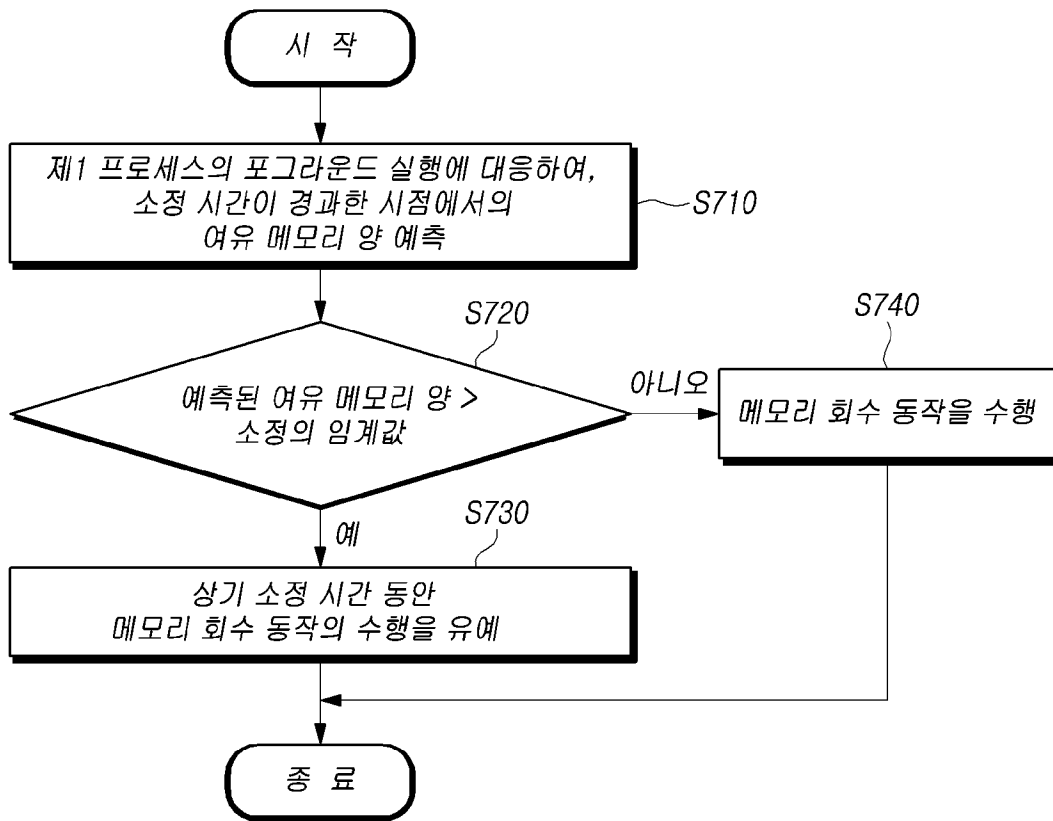 시 작
제1 프로세스의 포그라운드 실행에 대응하여,
소정 시간이 경과한 시점에서의
여유 메모리 양 예측
S710
S720
예측된 여유 메모리 양 >
소정의 임계값
아니오
S740
메모리 회수 동작을 수행
예
S730
상기 소정 시간 동안
메모리 회수 동작의 수행을 유예
종 료